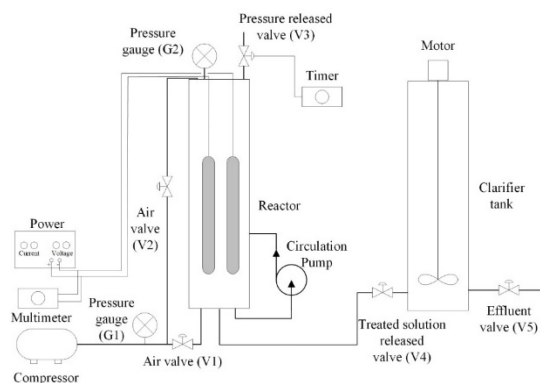 Pressure
gauge (G2)
Pressure released
valve (V3)
Timer
Motor
Clarifier
tank
Air
valve
(V2)
Reactor
Circulation
Pump
Power
Current
Voltage
Multimeter
Pressure
gauge
(G1)
Air valve (V1)
Compressor
Treated solution
released
valve (V4)
Effluent
valve (V5)